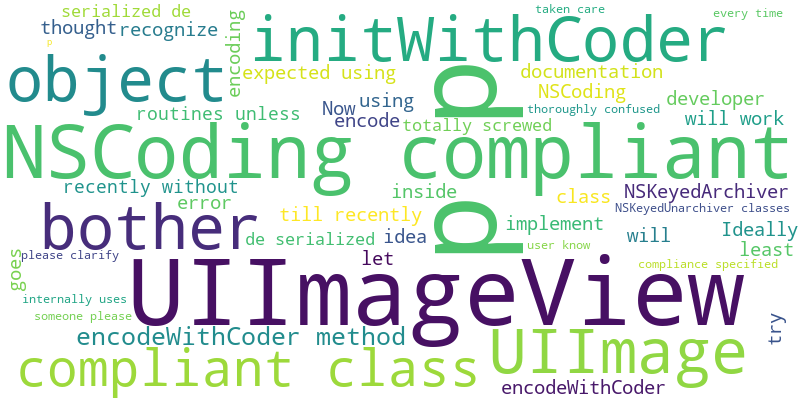 serialized de
taken care
every time
thought
recognize
encoding
initWithCoder
p
object
expected using
documentation
NSCoding
p
routines unless
Now
using
thoroughly confused
developer
encode
totally screwed
will work
NSCoding compliant
recently without
inside
class
NSKeyedArchiver
error
till recently
p
NSKeyedUnarchiver classes
bother
de serialized
idea
implement
will
Ideally
goes
please clarify
let
user know
least
UIImageView
compliance specified
internally uses
someone please
encodeWithCoder method
UIImage
try
compliant class
encodeWithCoder